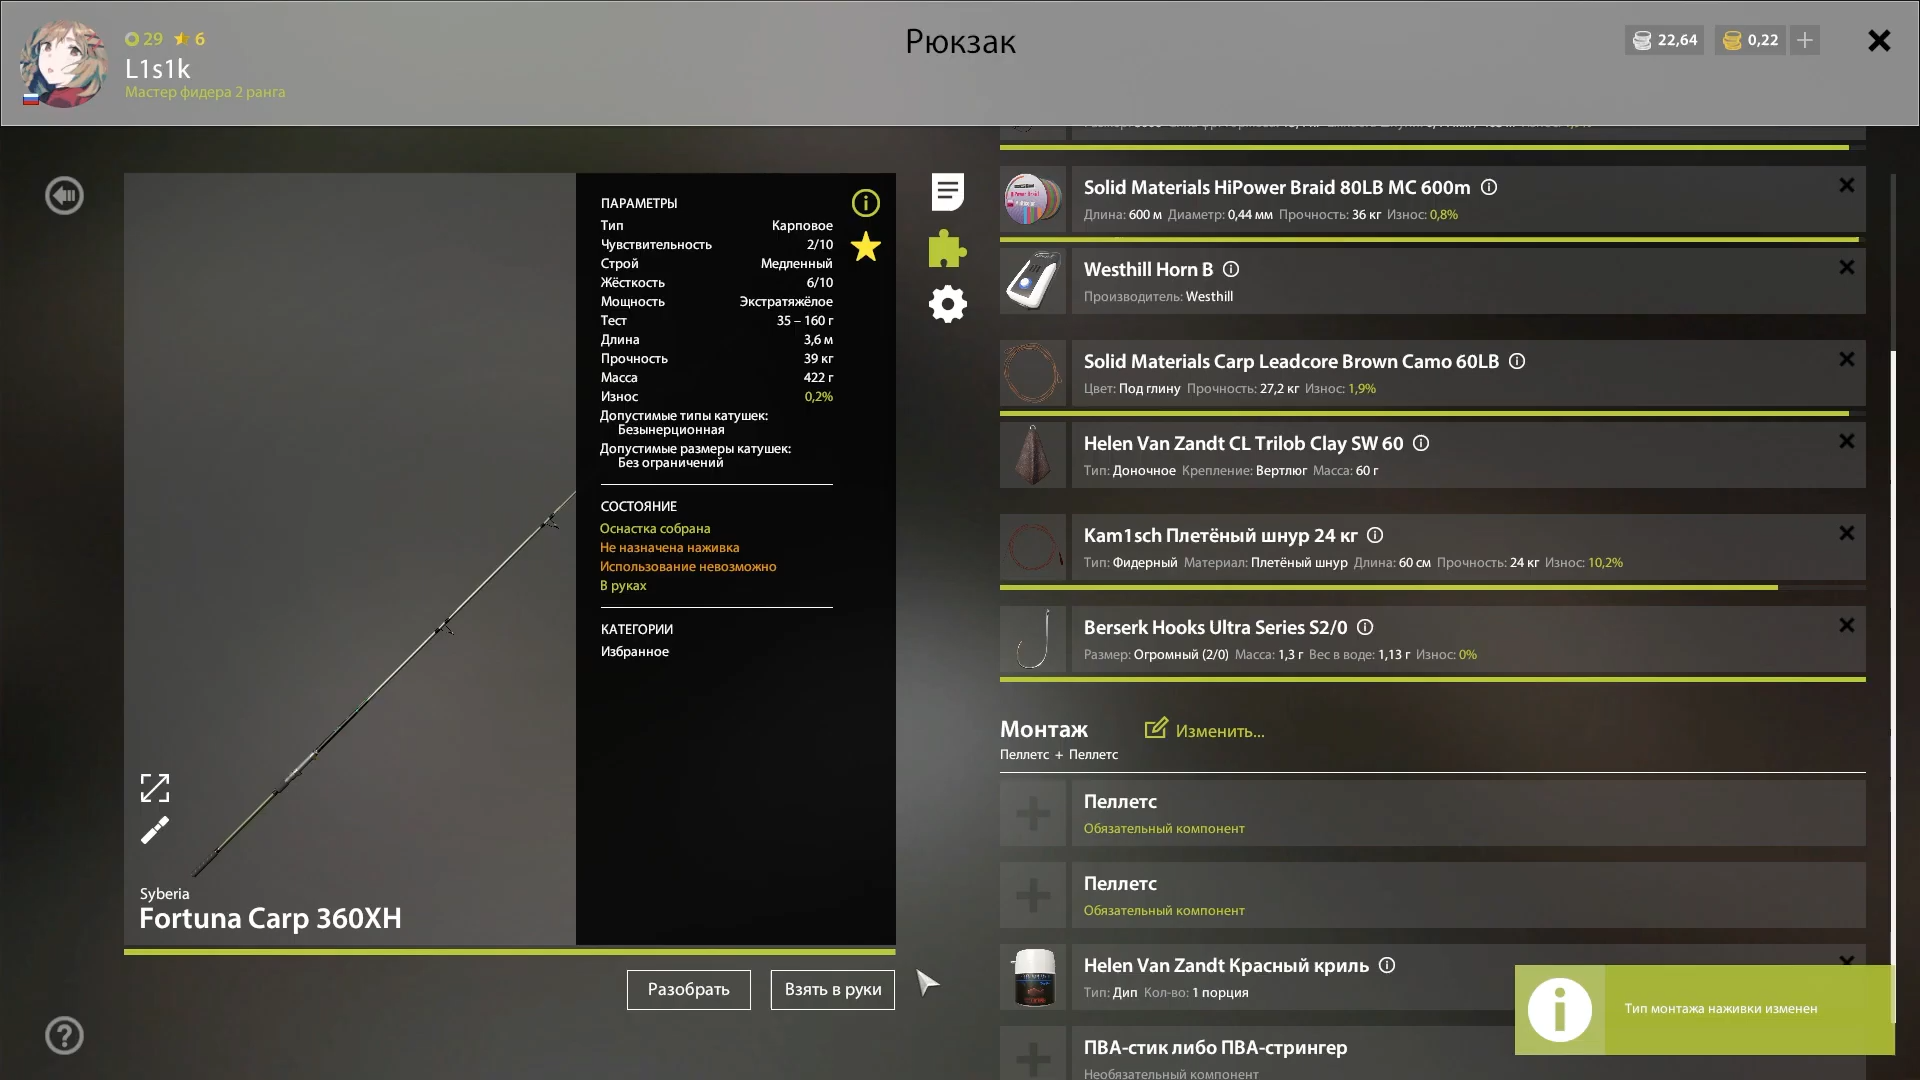 29 6
L1s1k
Мастер фидера 2 ранга
Рюкзак
22,64 0,22
ПАРАМЕТРЫ
Тип Карповое
Чувствительность 2/10
Строй Медленный
Жёсткость 6/10
Мощность Экстратяжёлое
Тест 35 – 160 г
Длина 3,6 м
Прочность 39 кг
Масса 422 г
Износ 0,2%
Допустимые типы катушек:
Безынерционная
Допустимые размеры катушек:
Без ограничений
СОСТОЯНИЕ
Оснастка собрана
Не назначена наживка
Использование невозможно
В руках
КАТЕГОРИИ
Избранное
Syberia
Fortuna Carp 360XH
Разобрать
Взять в руки
Solid Materials HiPower Braid 80LB MC 600m
Длина: 600 м Диаметр: 0,44 мм Прочность: 36 кг Износ: 0,8%
Westhill Horn B
Производитель: Westhill
Solid Materials Carp Leadcore Brown Camo 60LB
Цвет: Под глину Прочность: 27,2 кг Износ: 1,9%
Helen Van Zandt CL Trilob Clay SW 60
Тип: Доночное Крепление: Вертлюг Масса: 60 г
Kam1sch Плетёный шнур 24 кг
Тип: Фидерный Материал: Плетёный шнур Длина: 60 см Прочность: 24 кг Износ: 10,2%
Berserk Hooks Ultra Series S2/0
Размер: Огромный (2/0) Масса: 1,3 г Вес в воде: 1,13 г Износ: 0%
Монтаж Изменить...
Пеллетс + Пеллетс
Пеллетс
Обязательный компонент
Пеллетс
Обязательный компонент
Helen Van Zandt Красный криль
Тип: Дип Кол-во: 1 порция
Тип монтажа наживки изменен
ПВА-стик либо ПВА-стрингер
Необязательный компонент